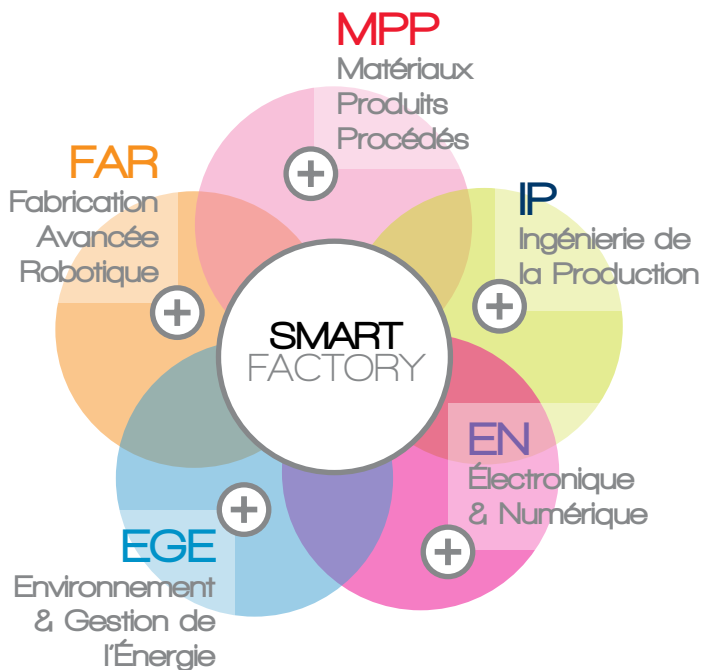 MPP
Matériaux
Produits
Procédés
FAR
Fabrication
Avancée
Robotique
IP
Ingénierie de
la Production
SMART
FACTORY
EN
Électronique
& Numérique
EGE
Environnement
& Gestion de
l'Énergie